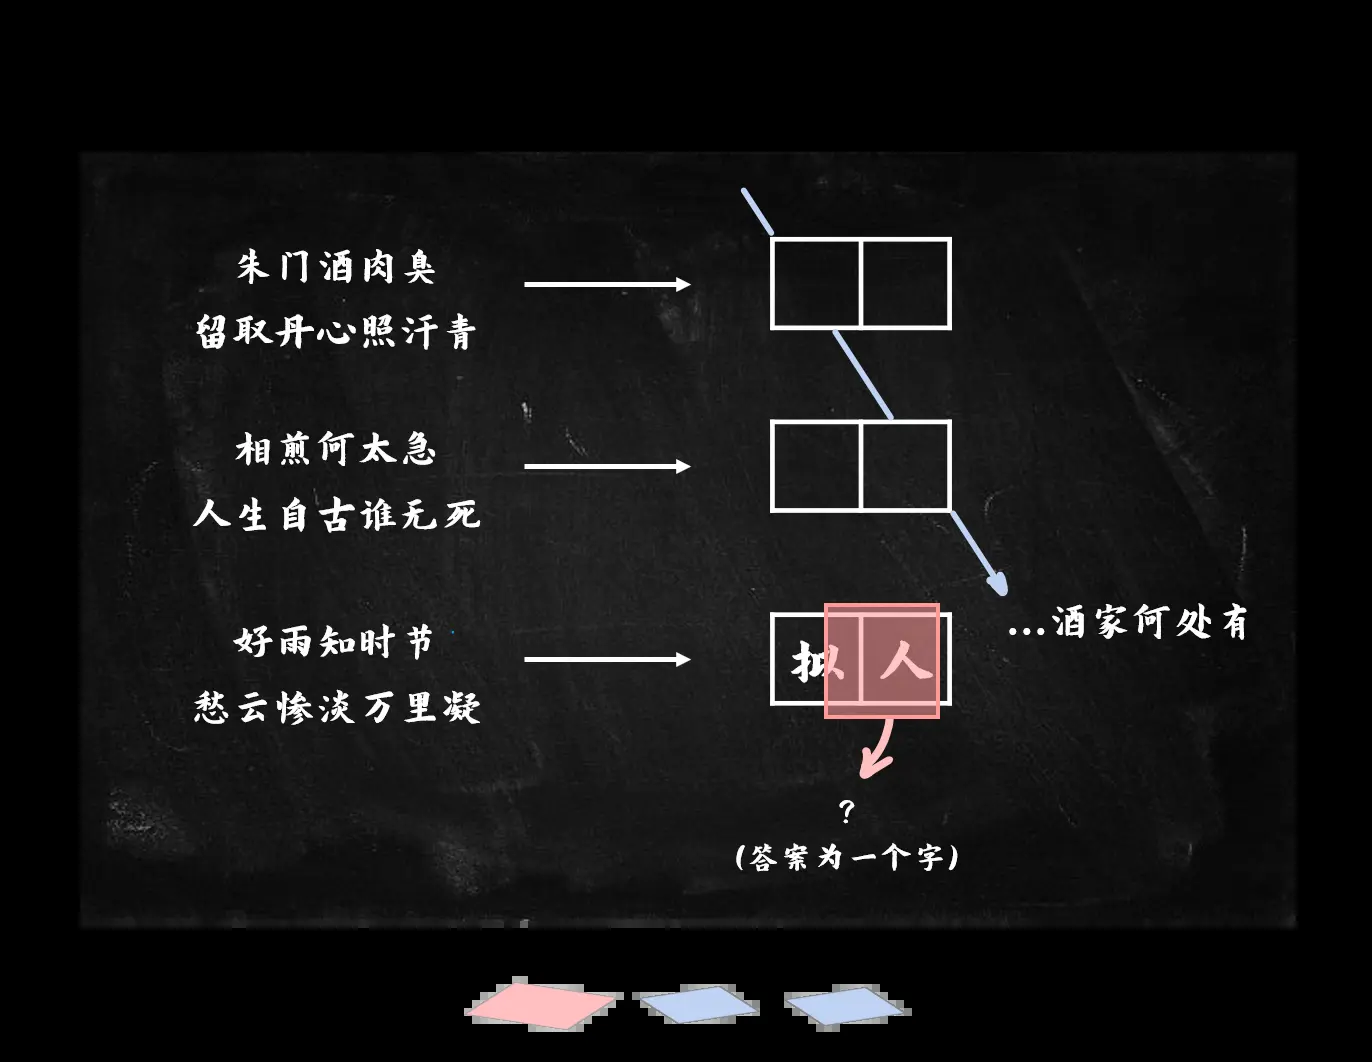 朱门酒肉臭
留取丹心照汗青
相煎何太急
人生自古谁无死
...酒家何处有
好雨知时节
愁云惨淡万里凝
拟人
?
(答案为一个字)